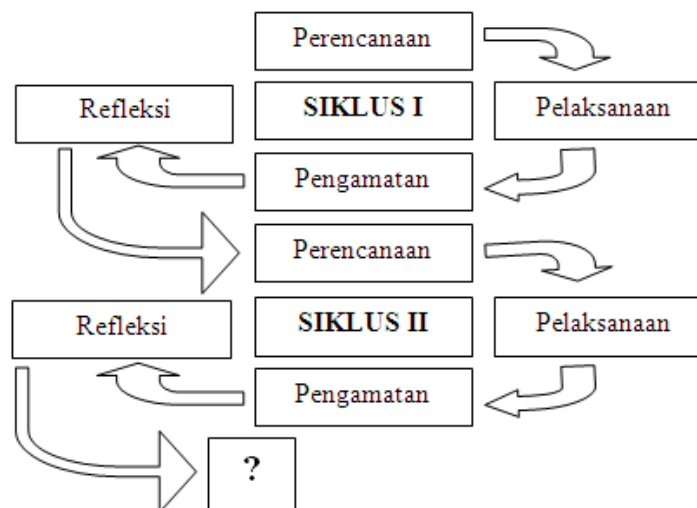 Perencanaan
Refleksi
SIKLUS I
Pelaksanaan
Pengamatan
Perencanaan
Refleksi
SIKLUS II
Pelaksanaan
Pengamatan
?